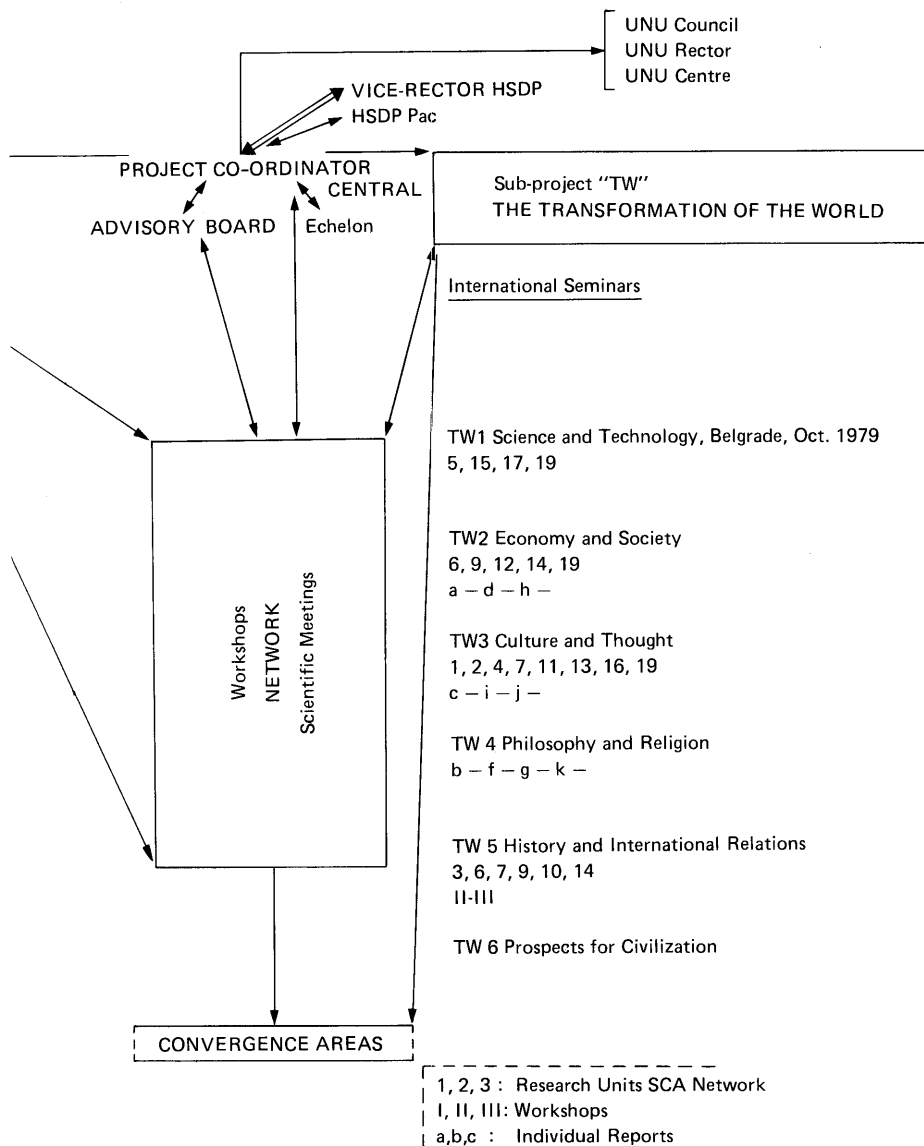 UNU Council
UNU Rector
UNU Centre
VICE-RECTOR HSDP
HSDP Pac
PROJECT CO-ORDINATOR
CENTRAL
ADVISORY BOARD
Echelon
Sub-project "TW"
THE TRANSFORMATION OF THE WORLD
International Seminars
Workshops
NETWORK
Scientific Meetings
TW1 Science and Technology, Belgrade, Oct. 1979
5, 15, 17, 19
TW2 Economy and Society
6, 9, 12, 14, 19
a – d – h –
TW3 Culture and Thought
1, 2, 4, 7, 11, 13, 16, 19
c – i – j –
TW 4 Philosophy and Religion
b – f – g – k –
TW 5 History and International Relations
3, 6, 7, 9, 10, 14
II-III
TW 6 Prospects for Civilization
CONVERGENCE AREAS
1, 2, 3 : Research Units SCA Network
I, II, III: Workshops
a,b,c : Individual Reports